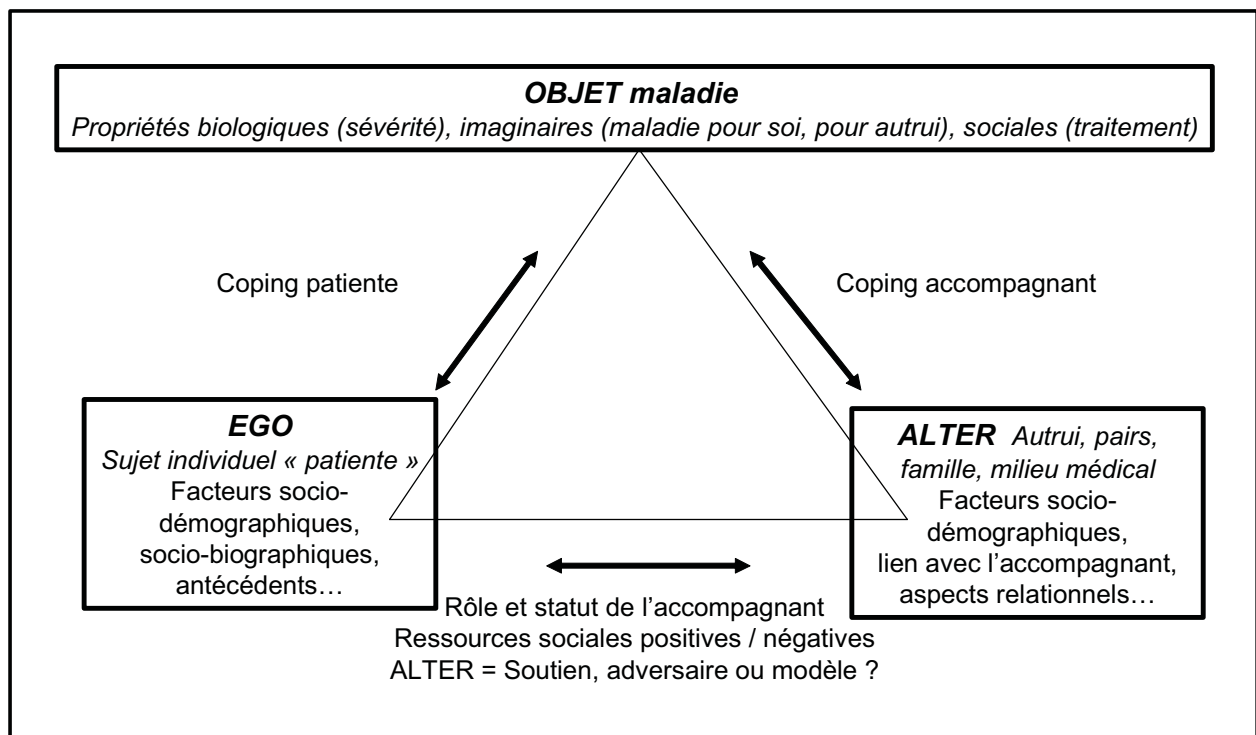 OBJET maladie
Propriétés biologiques (sévérité), imaginaires (maladie pour soi, pour autrui), sociales (traitement)
Coping patiente
Coping accompagnant
EGO
Sujet individuel « patiente »
Facteurs socio-
démographiques,
socio-biographiques,
antécédents…
ALTER Autrui, pairs,
famille, milieu médical
Facteurs socio-
démographiques,
lien avec l’accompagnant,
aspects relationnels…
Rôle et statut de l’accompagnant
Ressources sociales positives / négatives
ALTER = Soutien, adversaire ou modèle ?